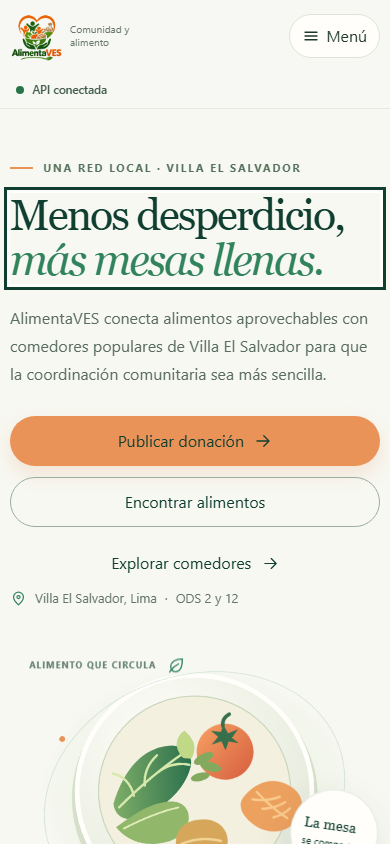 AlimentaVES
Comunidad y
alimento
Menú
API conectada
UNA RED LOCAL · VILLA EL SALVADOR
Menos desperdicio,
más mesas llenas.
AlimentaVES conecta alimentos aprovechables con
comedores populares de Villa El Salvador para que
la coordinación comunitaria sea más sencilla.
Publicar donación →
Encontrar alimentos
Explorar comedores →
Villa El Salvador, Lima · ODS 2 y 12
ALIMENTO QUE CIRCULA
La mesa